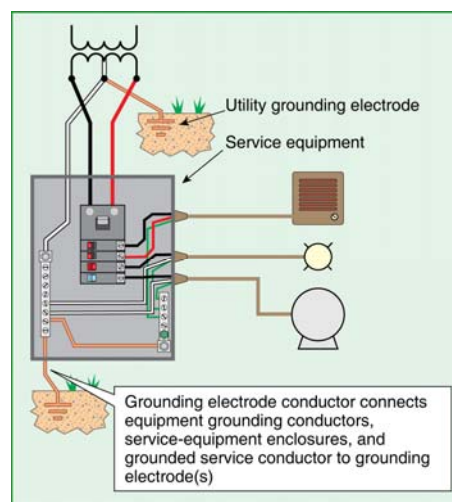 Utility grounding electrode
Service equipment
Grounding electrode conductor connects
equipment grounding conductors,
service-equipment enclosures, and
grounded service conductor to grounding
electrode(s)